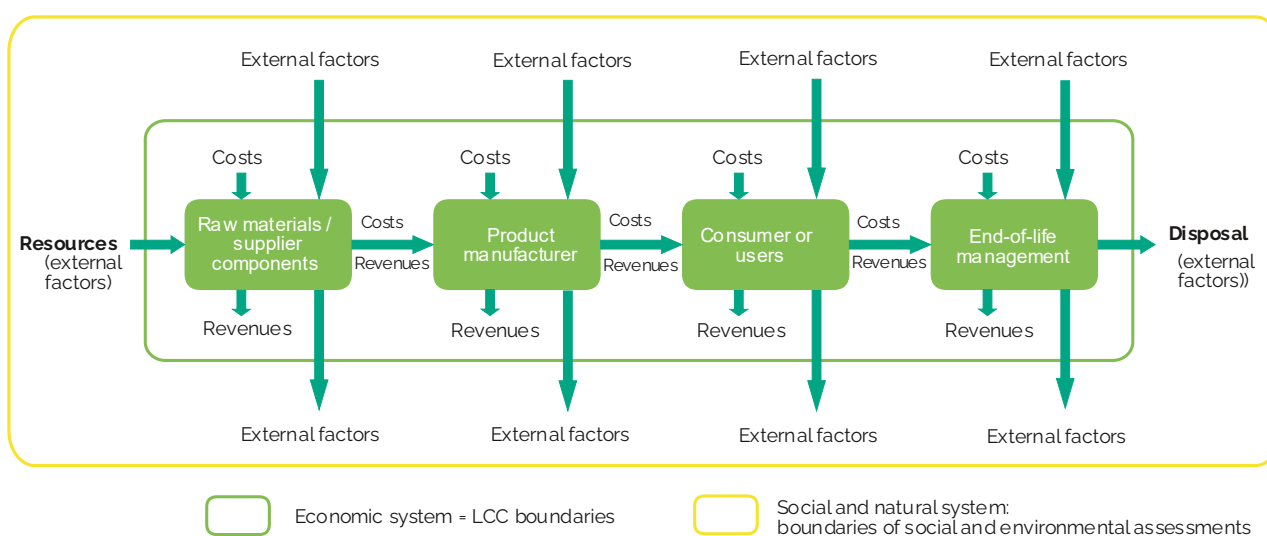 External factors
External factors
External factors
External factors
Costs
Costs
Costs
Costs
Resources
(external
factors)
Raw materials /
supplier
components
Costs
Revenues
Product
manufacturer
Costs
Revenues
Consumer or
users
Costs
Revenues
End-of-life
management
Disposal
(external
factors))
Revenues
Revenues
Revenues
Revenues
External factors
External factors
External factors
External factors
Economic system = LCC boundaries
Social and natural system:
boundaries of social and environmental assessments